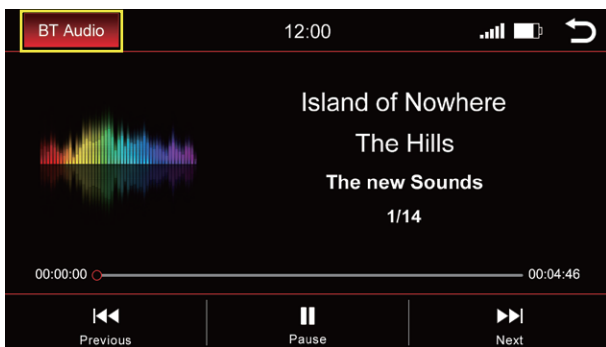 BT Audio 12:00
Island of Nowhere
The Hills
The new Sounds
1/14
00:00:00 00:04:46
Previous Pause Next